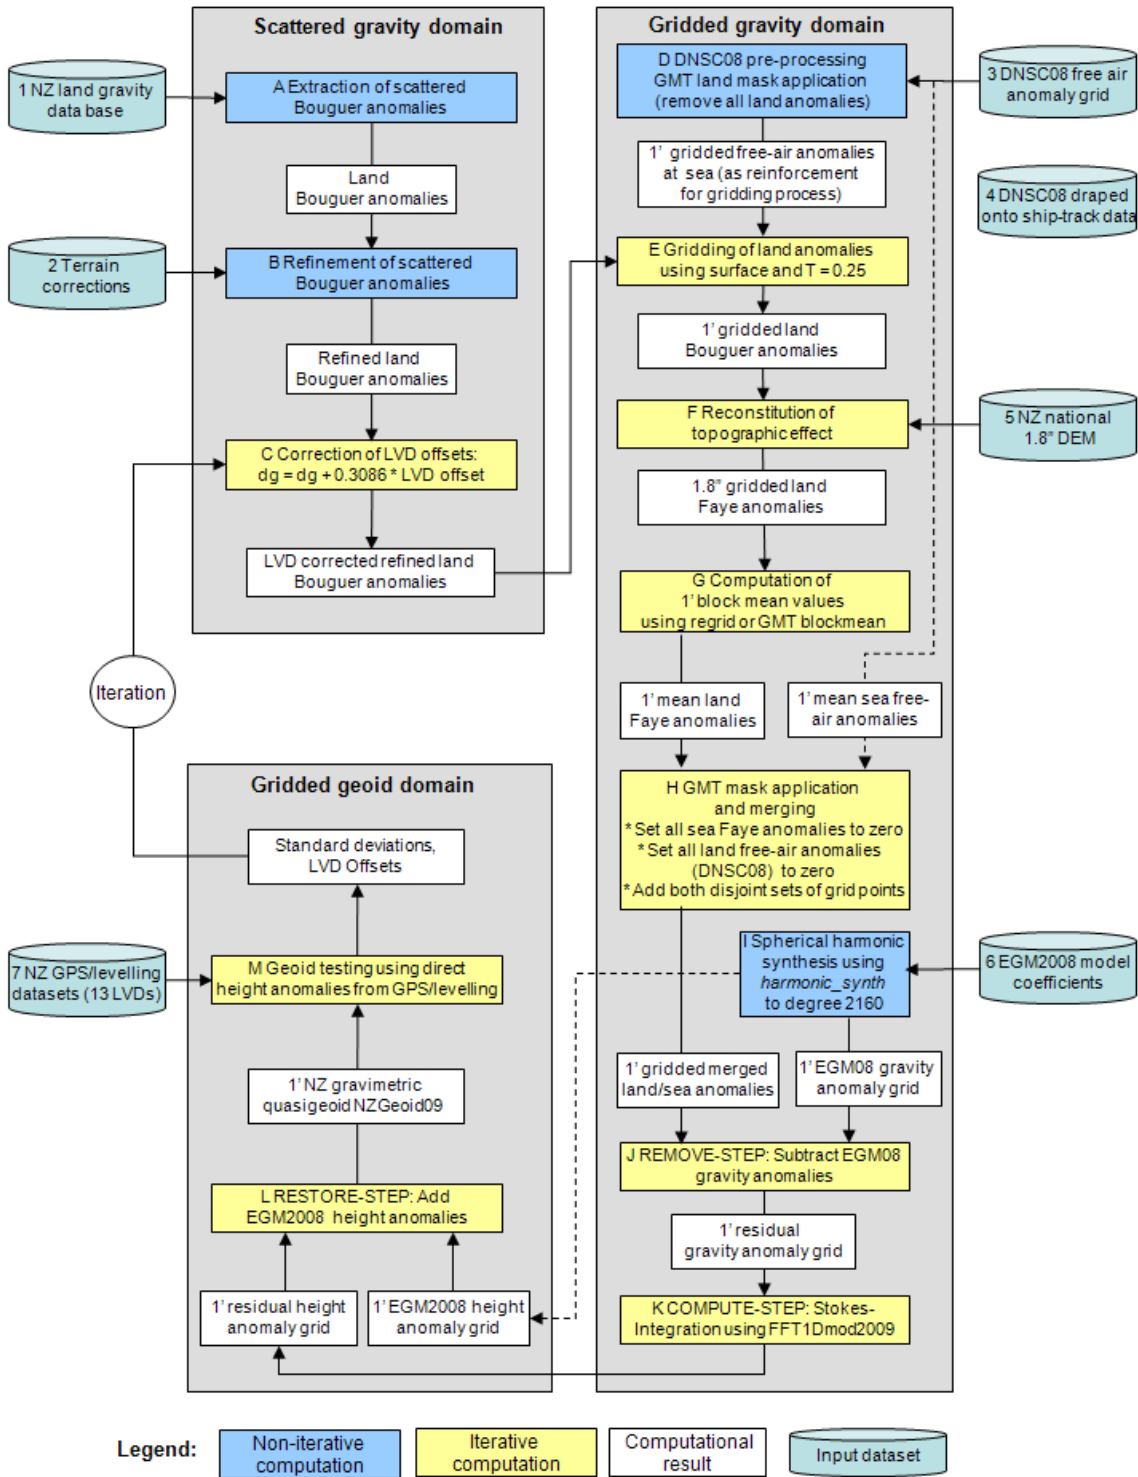 Scattered gravity domain
1 NZ land gravity
data base
A Extraction of scattered
Bouguer anomalies
Land
Bouguer anomalies
2 Terrain
corrections
B Refinement of scattered
Bouguer anomalies
Refined land
Bouguer anomalies
C Correction of LVD offsets:
dg = dg + 0.3086 * LVD offset
LVD corrected refined land
Bouguer anomalies
Iteration
Gridded gravity domain
D DNSC08 pre-processing
GMT land mask application
(remove all land anomalies)
3 DNSC08 free air
anomaly grid
1' gridded free-air anomalies
at sea (as reinforcement
for gridding process)
4 DNSC08 draped
onto ship-track data
E Gridding of land anomalies
using surface and T = 0.25
1' gridded land
Bouguer anomalies
F Reconstitution of
topographic effect
5 NZ national
1.8" DEM
1.8" gridded land
Faye anomalies
G Computation of
1' block mean values
using regrid or GMT blockmean
1' mean land
Faye anomalies
1' mean sea free-
air anomalies
H GMT mask application
and merging
* Set all sea Faye anomalies to zero
* Set all land free-air anomalies
(DNSC08) to zero
* Add both disjoint sets of grid points
I Spherical harmonic
synthesis using
harmonic_synth
to degree 2160
6 EGM2008 model
coefficients
1' gridded merged
land/sea anomalies
1' EGM08 gravity
anomaly grid
J REMOVE-STEP: Subtract EGM08
gravity anomalies
1' residual
gravity anomaly grid
K COMPUTE-STEP: Stokes-
Integration using FFT1Dmod2009
Gridded geoid domain
Standard deviations,
LVD Offsets
7 NZ GPS/levelling
datasets (13 LVDs)
M Geoid testing using direct
height anomalies from GPS/levelling
1' NZ gravimetric
quasigeoid NZGeoid09
L RESTORE-STEP: Add
EGM2008 height anomalies
1' residual height
anomaly grid
1' EGM2008 height
anomaly grid
Legend:
Non-iterative
computation
Iterative
computation
Computational
result
Input dataset